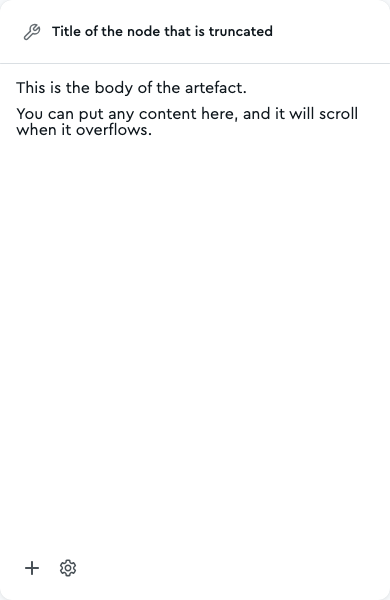 Title of the node that is truncated
This is the body of the artefact.
You can put any content here, and it will scroll
when it overflows.